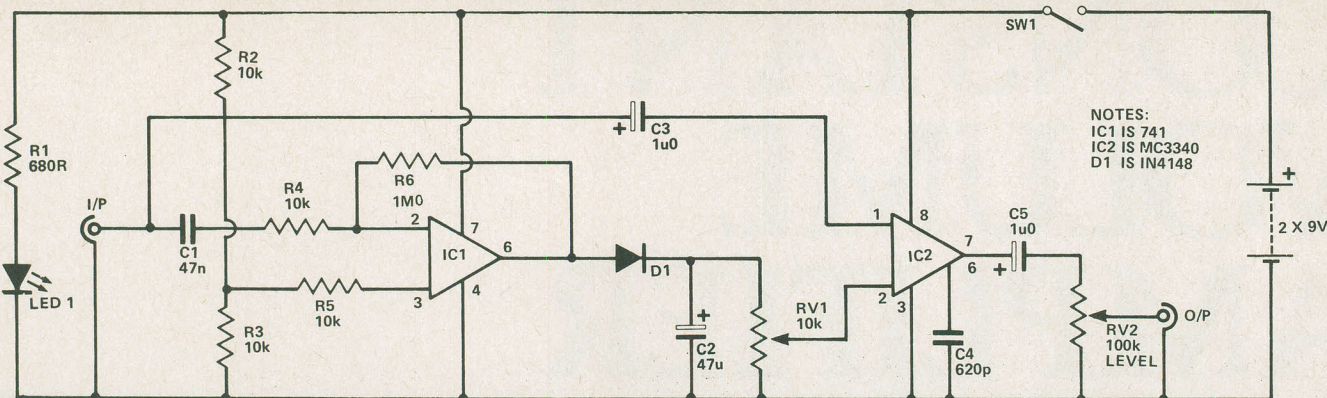 SW1
R2
10k
+
C3
1u0
NOTES:
IC1 IS 741
IC2 IS MC3340
D1 IS IN4148
R1
680R
R6
1M0
+
I/P
R4
10k
2
7
1
8
C5
1u0
2 X 9V
C1
47n
IC1
6
IC2
7
6
+
D1
LED 1
R5
10k
3
4
2
3
R3
10k
+
C2
47u
RV1
10k
C4
620p
RV2
100k
LEVEL
O/P